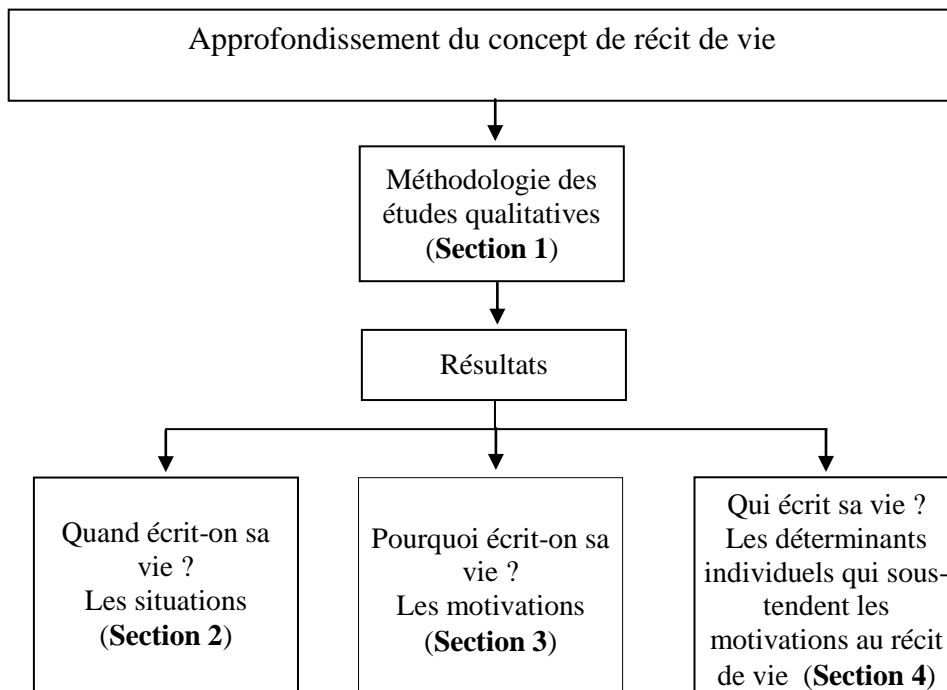 Approfondissement du concept de récit de vie
Méthodologie des
études qualitatives
(Section 1)
Résultats
Quand écrit-on sa
vie ?
Les situations
(Section 2)
Pourquoi écrit-on sa
vie ?
Les motivations
(Section 3)
Qui écrit sa vie ?
Les déterminants
individuels qui sous-
tendent les
motivations au récit
de vie (Section 4)